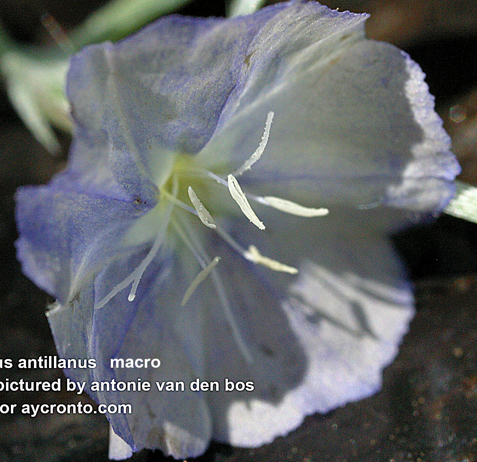 us antillanus macro
pictured by antonie van den bos
or aycronto.com